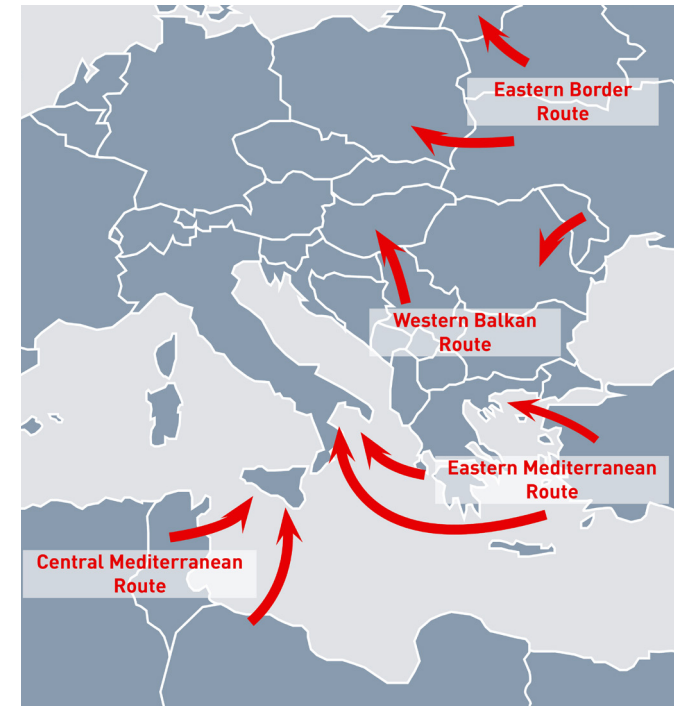 Eastern Border
Route
Western Balkan
Route
Eastern Mediterranean
Route
Central Mediterranean
Route